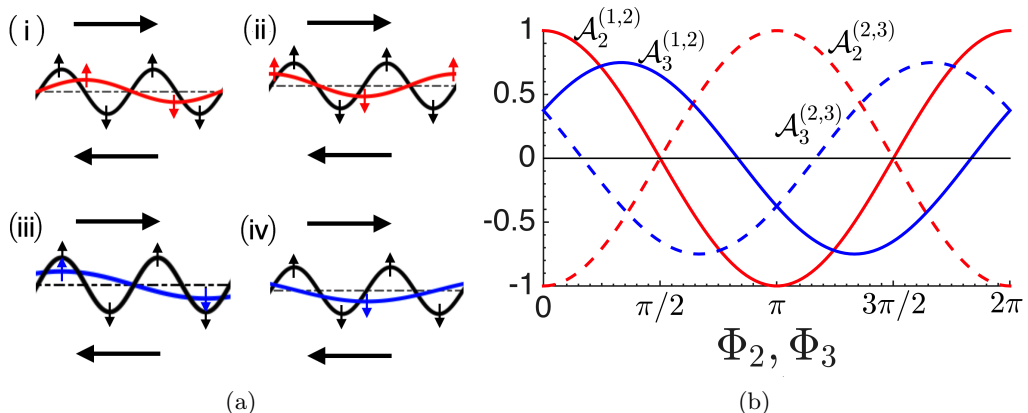 (i)
(ii)
(iii)
(iv)
(a)
1
0.5
0
-0.5
-1
𝒜₂^(1,2)
𝒜₃^(1,2)
𝒜₂^(2,3)
𝒜₃^(2,3)
0 π/2 π 3π/2 2π
Φ₂, Φ₃
(b)